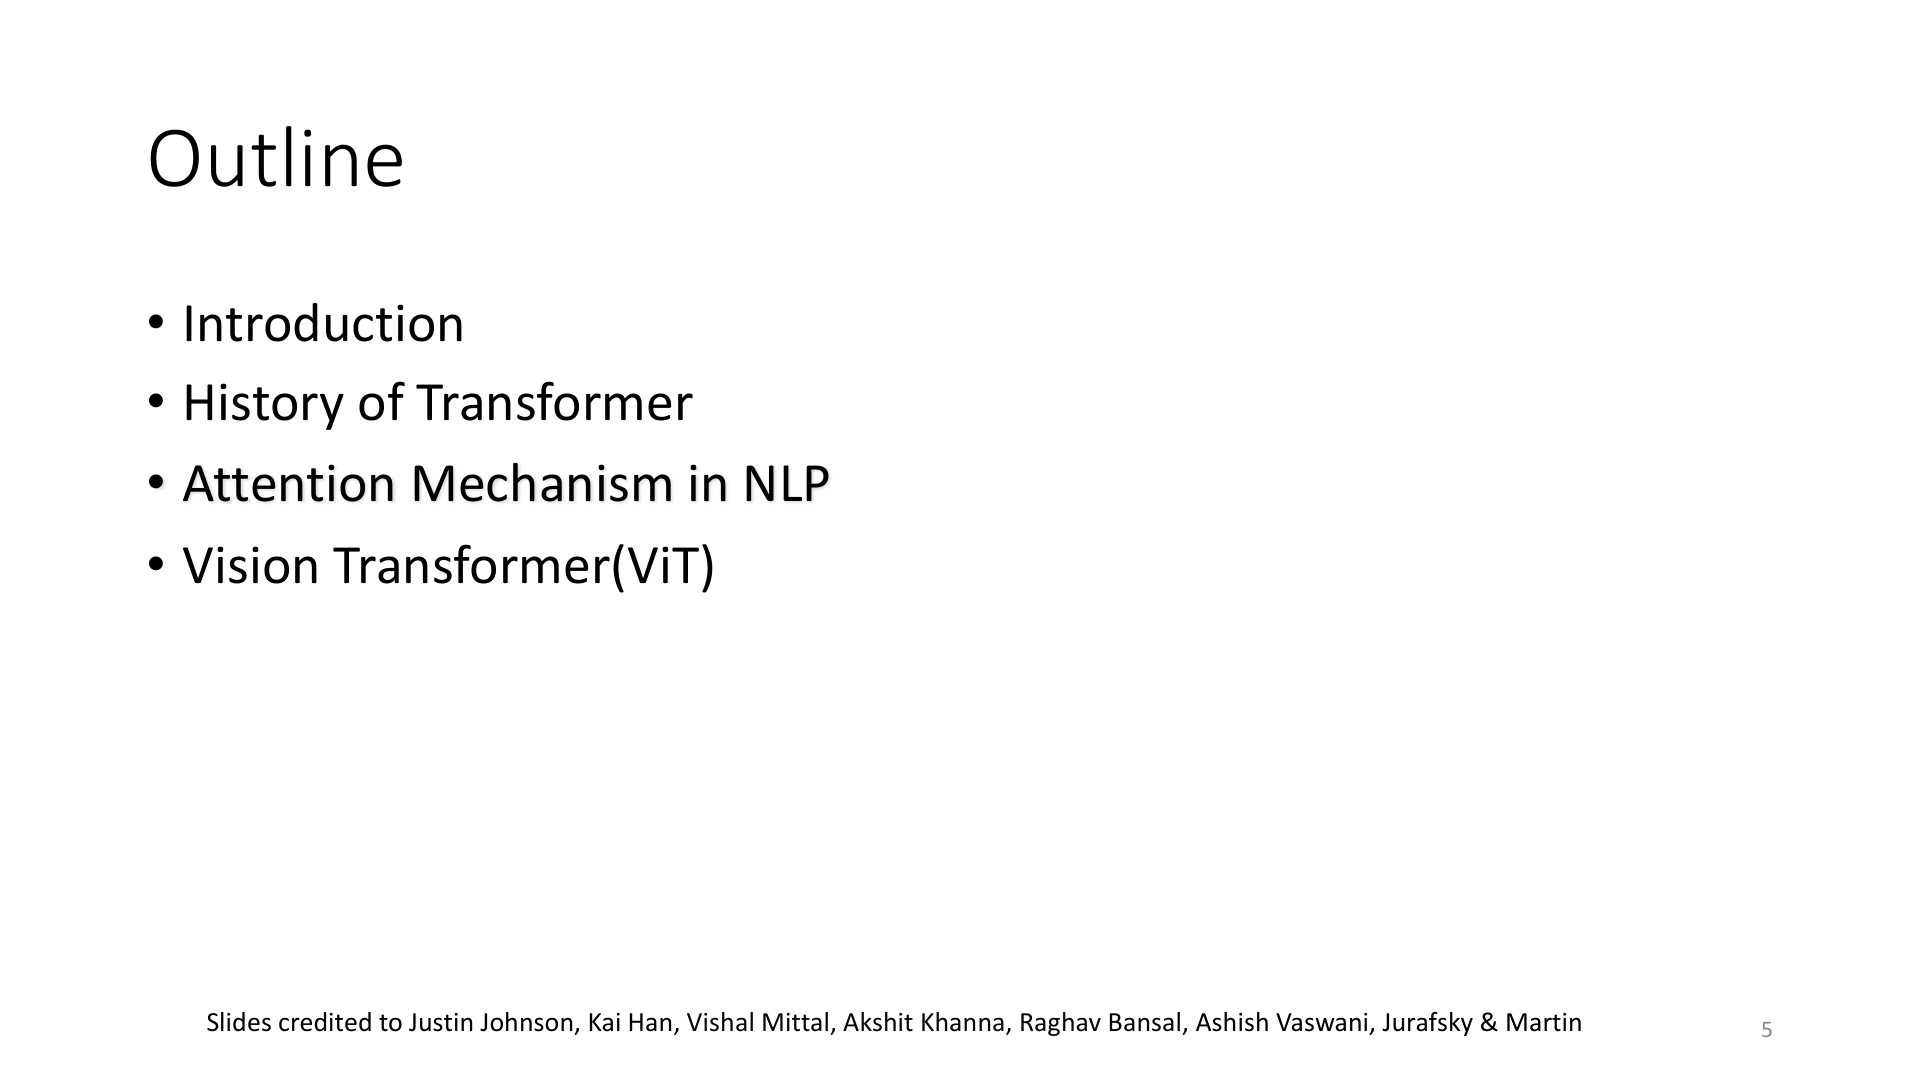 Outline
• Introduction
• History of Transformer
• Attention Mechanism in NLP
• Vision Transformer(ViT)
Slides credited to Justin Johnson, Kai Han, Vishal Mittal, Akshit Khanna, Raghav Bansal, Ashish Vaswani, Jurafsky & Martin
5